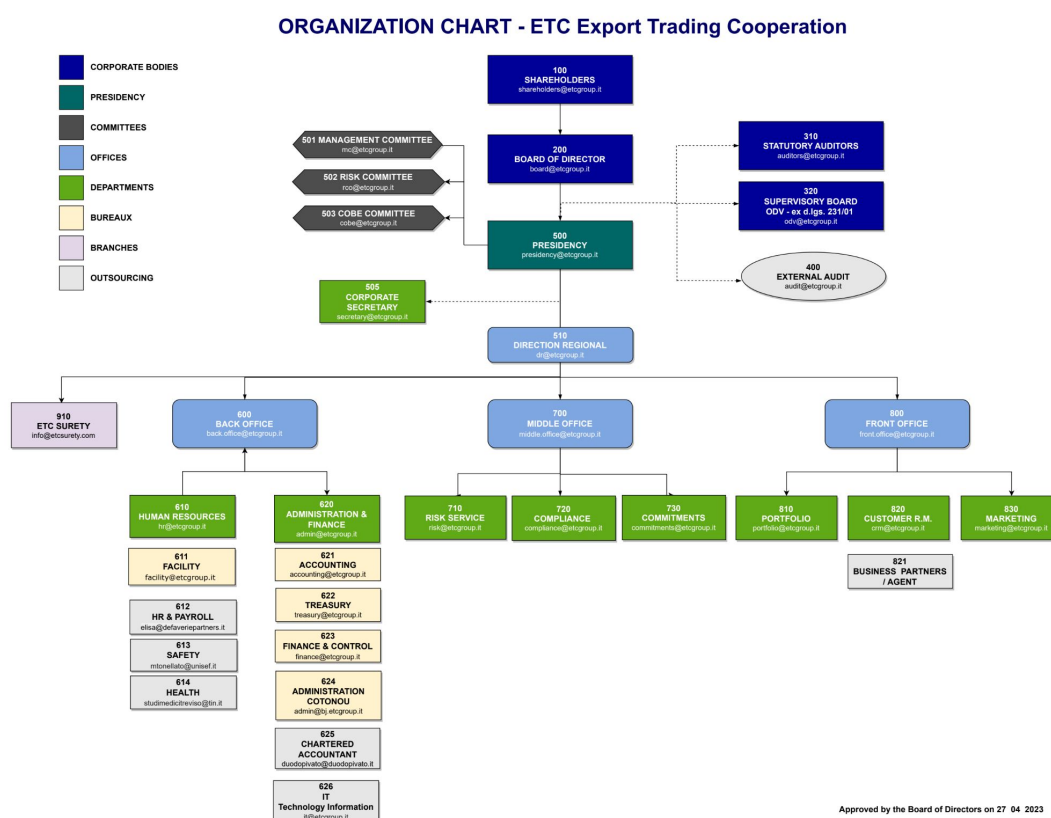 ORGANIZATION CHART - ETC Export Trading Cooperation
CORPORATE BODIES
PRESIDENCY
COMMITTEES
OFFICES
DEPARTMENTS
BUREAUX
BRANCHES
OUTSOURCING
100
SHAREHOLDERS
shareholders@etcgroup.it
501 MANAGEMENT COMMITTEE
mc@etcgroup.it
502 RISK COMMITTEE
rco@etcgroup.it
503 COBE COMMITTEE
cobe@etcgroup.it
200
BOARD OF DIRECTOR
board@etcgroup.it
310
STATUTORY AUDITORS
auditors@etcgroup.it
320
SUPERVISORY BOARD
ODV - ex d.lgs. 231/01
odv@etcgroup.it
500
PRESIDENCY
presidency@etcgroup.it
400
EXTERNAL AUDIT
audit@etcgroup.it
505
CORPORATE
SECRETARY
secretary@etcgroup.it
510
DIRECTION REGIONAL
dr@etcgroup.it
910
ETC SURETY
info@etcsurety.com
600
BACK OFFICE
back.office@etcgroup.it
700
MIDDLE OFFICE
middle.office@etcgroup.it
800
FRONT OFFICE
front.office@etcgroup.it
610
HUMAN RESOURCES
hr@etcgroup.it
611
FACILITY
facility@etcgroup.it
612
HR & PAYROLL
elisa@defaveriepartners.it
613
SAFETY
mtonellato@unisef.it
614
HEALTH
studimedicitreviso@tin.it
620
ADMINISTRATION &
FINANCE
admin@etcgroup.it
621
ACCOUNTING
accounting@etcgroup.it
622
TREASURY
treasury@etcgroup.it
623
FINANCE & CONTROL
finance@etcgroup.it
624
ADMINISTRATION
COTONOU
admin@bj.etcgroup.it
625
CHARTERED
ACCOUNTANT
duodopivato@duodopivato.it
626
IT
Technology Information
it@etcgroup.it
710
RISK SERVICE
risk@etcgroup.it
720
COMPLIANCE
compliance@etcgroup.it
730
COMMITMENTS
commitments@etcgroup.it
810
PORTFOLIO
portfolio@etcgroup.it
820
CUSTOMER R.M.
crm@etcgroup.it
821
BUSINESS PARTNERS
/ AGENT
830
MARKETING
marketing@etcgroup.it
Approved by the Board of Directors on 27 04 2023